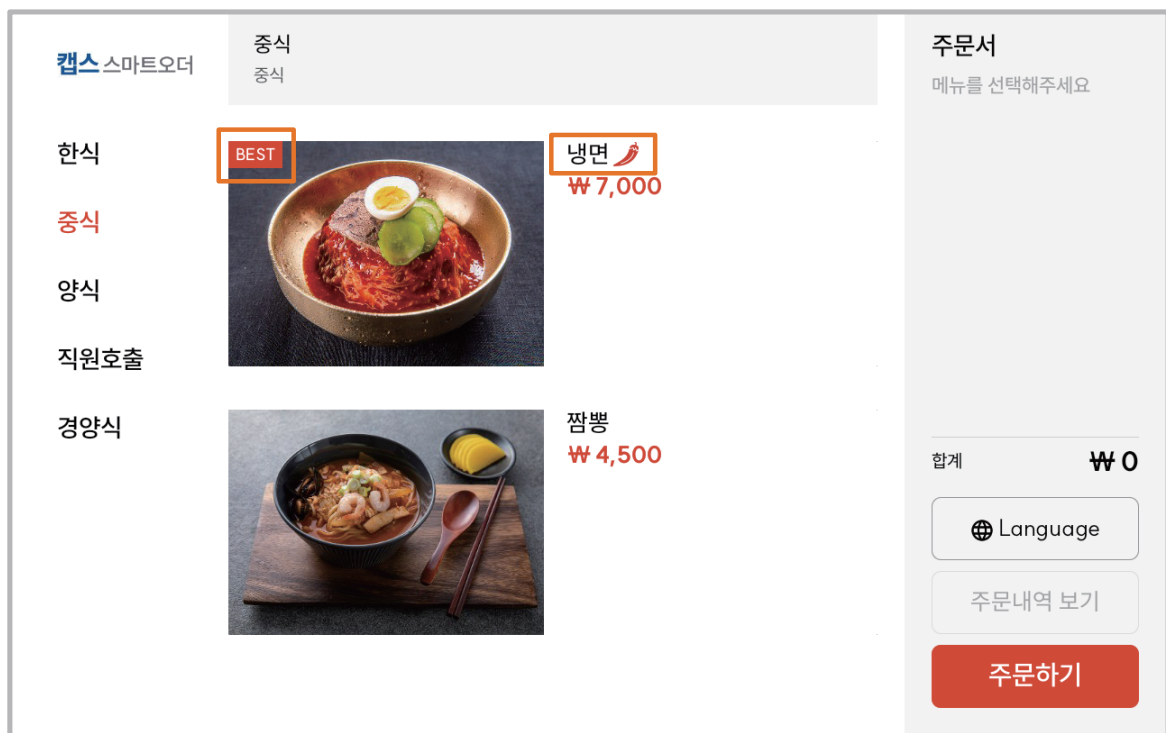 캡스 스마트오더
한식
중식
양식
직원호출
경양식
중식
중식
BEST
냉면
₩ 7,000
짬뽕
₩ 4,500
주문서
메뉴를 선택해주세요
합계 ₩ 0
Language
주문내역 보기
주문하기